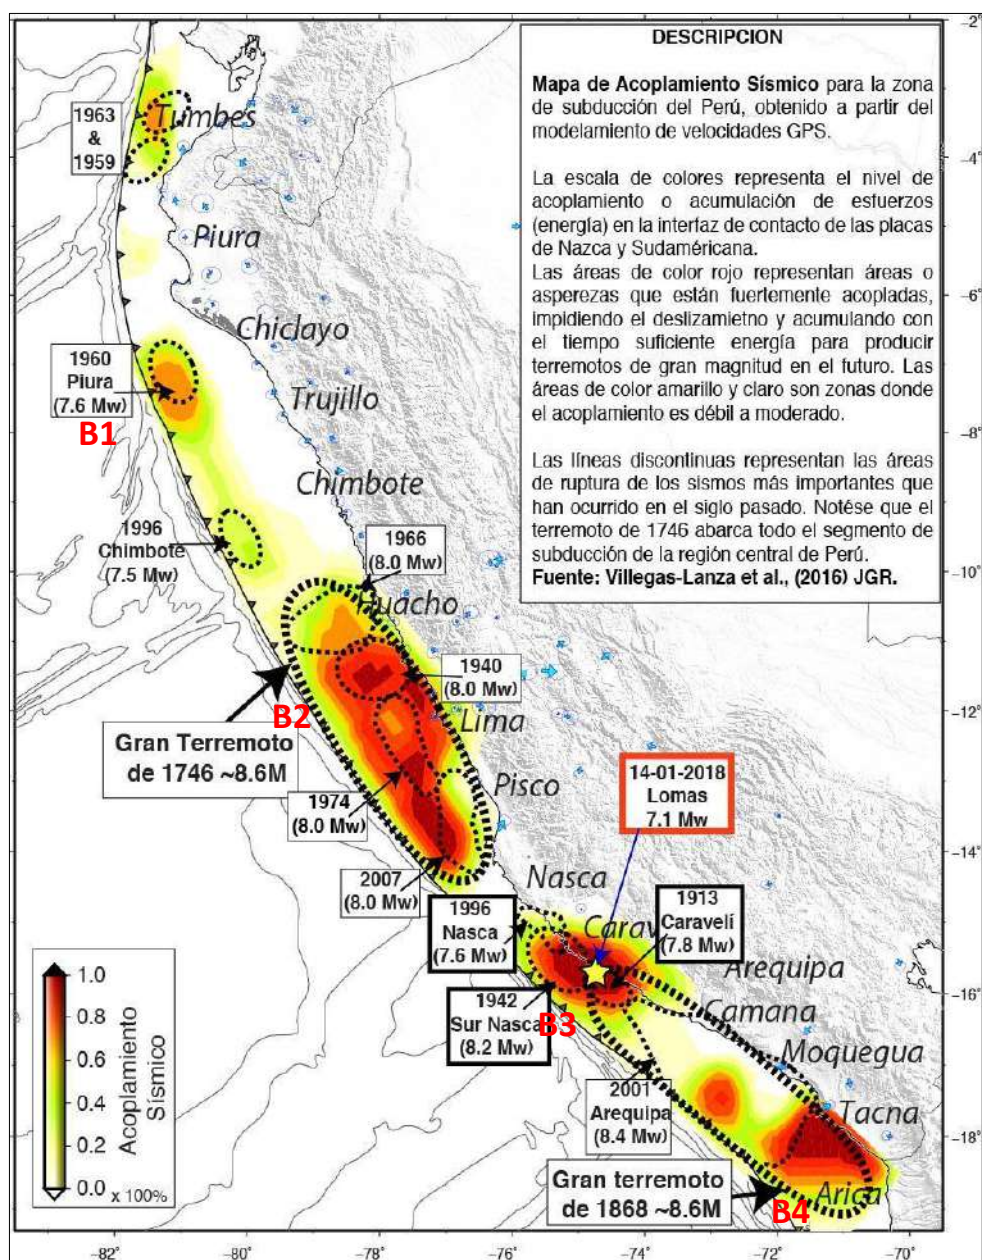 DESCRIPCION
Mapa de Acoplamiento Sísmico para la zona
de subducción del Perú, obtenido a partir del
modelamiento de velocidades GPS.
La escala de colores representa el nivel de
acoplamiento o acumulación de esfuerzos
(energía) en la interfaz de contacto de las placas
de Nazca y Sudaméricana.
Las áreas de color rojo representan áreas o
asperezas que están fuertemente acopladas,
impidiendo el deslizamietno y acumulando con
el tiempo suficiente energía para producir
terremotos de gran magnitud en el futuro. Las
áreas de color amarillo y claro son zonas donde
el acoplamiento es débil a moderado.
Las líneas discontinuas representan las áreas
de ruptura de los sismos más importantes que
han ocurrido en el siglo pasado. Notése que el
terremoto de 1746 abarca todo el segmento de
subducción de la región central de Perú.
Fuente: Villegas-Lanza et al., (2016) JGR.
1963
&
1959
Tumbes
Piura
Chiclayo
1960
Piura
(7.6 Mw)
B1
Trujillo
Chimbote
1996
Chimbote
(7.5 Mw)
1966
(8.0 Mw)
Huacho
1940
(8.0 Mw)
B2
Lima
Gran Terremoto
de 1746 ~8.6M
Pisco
14-01-2018
Lomas
7.1 Mw
1974
(8.0 Mw)
2007
(8.0 Mw)
Nasca
1996
Nasca
(7.6 Mw)
1913
Caravelí
(7.8 Mw)
Carav
Arequipa
1942
Sur Nasca
(8.2 Mw)
B3
Camana
Moquegua
2001
Arequipa
(8.4 Mw)
Tacna
Gran terremoto
de 1868 ~8.6M
Arica
B4
1.0
0.8
0.6
0.4
0.2
0.0
x 100%
Acoplamiento
Sísmico
−2°
−4°
−6°
−8°
−10°
−12°
−14°
−16°
−18°
−82°
−80°
−78°
−76°
−74°
−72°
−70°